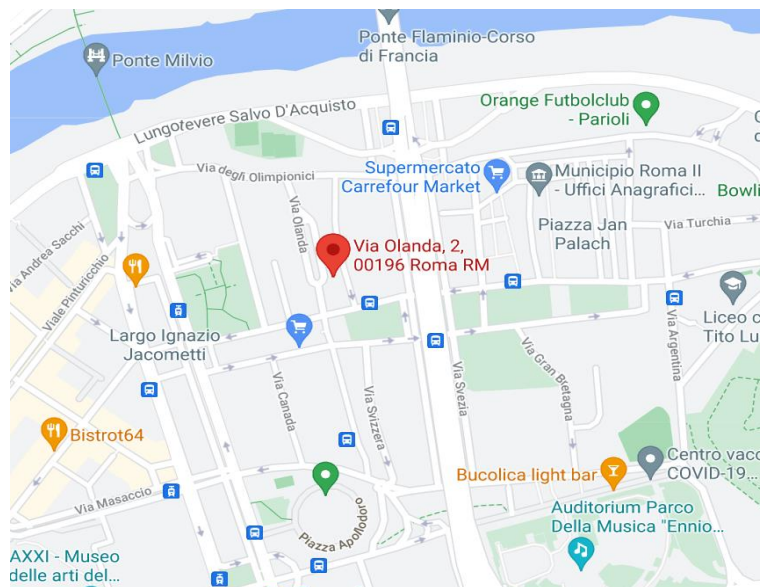 Ponte Flaminio-Corso
di Francia
Ponte Milvio
Lungotevere Salvo D'Acquisto
Orange Futbolclub
- Parioli
Via degli Olimpionici
Supermercato
Carrefour Market
Municipio Roma II
- Uffici Anagrafici...
Bowli
Via Andrea Sacchi
Via Olanda
Via Olanda, 2,
00196 Roma RM
Piazza Jan
Palach
Via Turchia
Viale Pinturicchio
Largo Ignazio
Jacometti
Liceo c
Tito Lu
Via Argentina
Via Gran Bretagna
Via Svezia
Via Canada
Via Svizzera
Bistrot64
Bucolica light bar
Centro vacc
COVID-19...
Via Masaccio
Piazza Apollodoro
Auditorium Parco
Della Musica "Ennio...
AXXI - Museo
delle arti del...